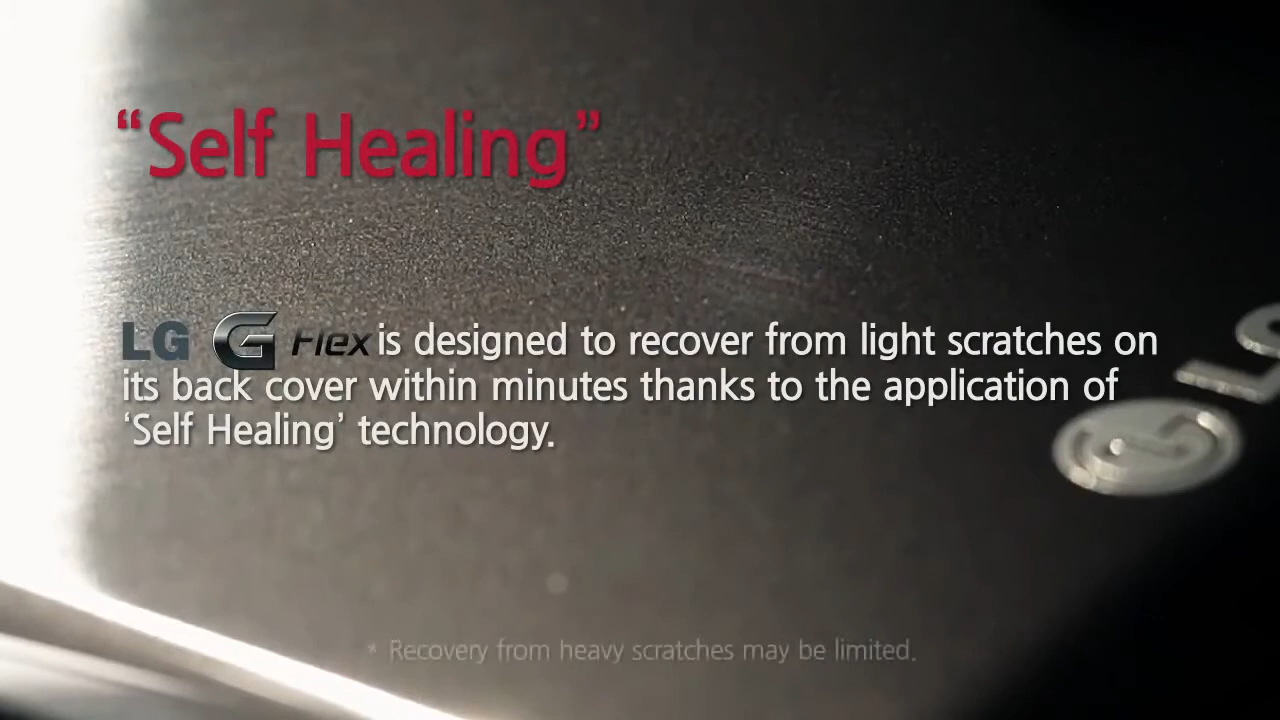 “Self Healing”
LG G Flex is designed to recover from light scratches on
its back cover within minutes thanks to the application of
‘Self Healing’ technology.
LG
* Recovery from heavy scratches may be limited.